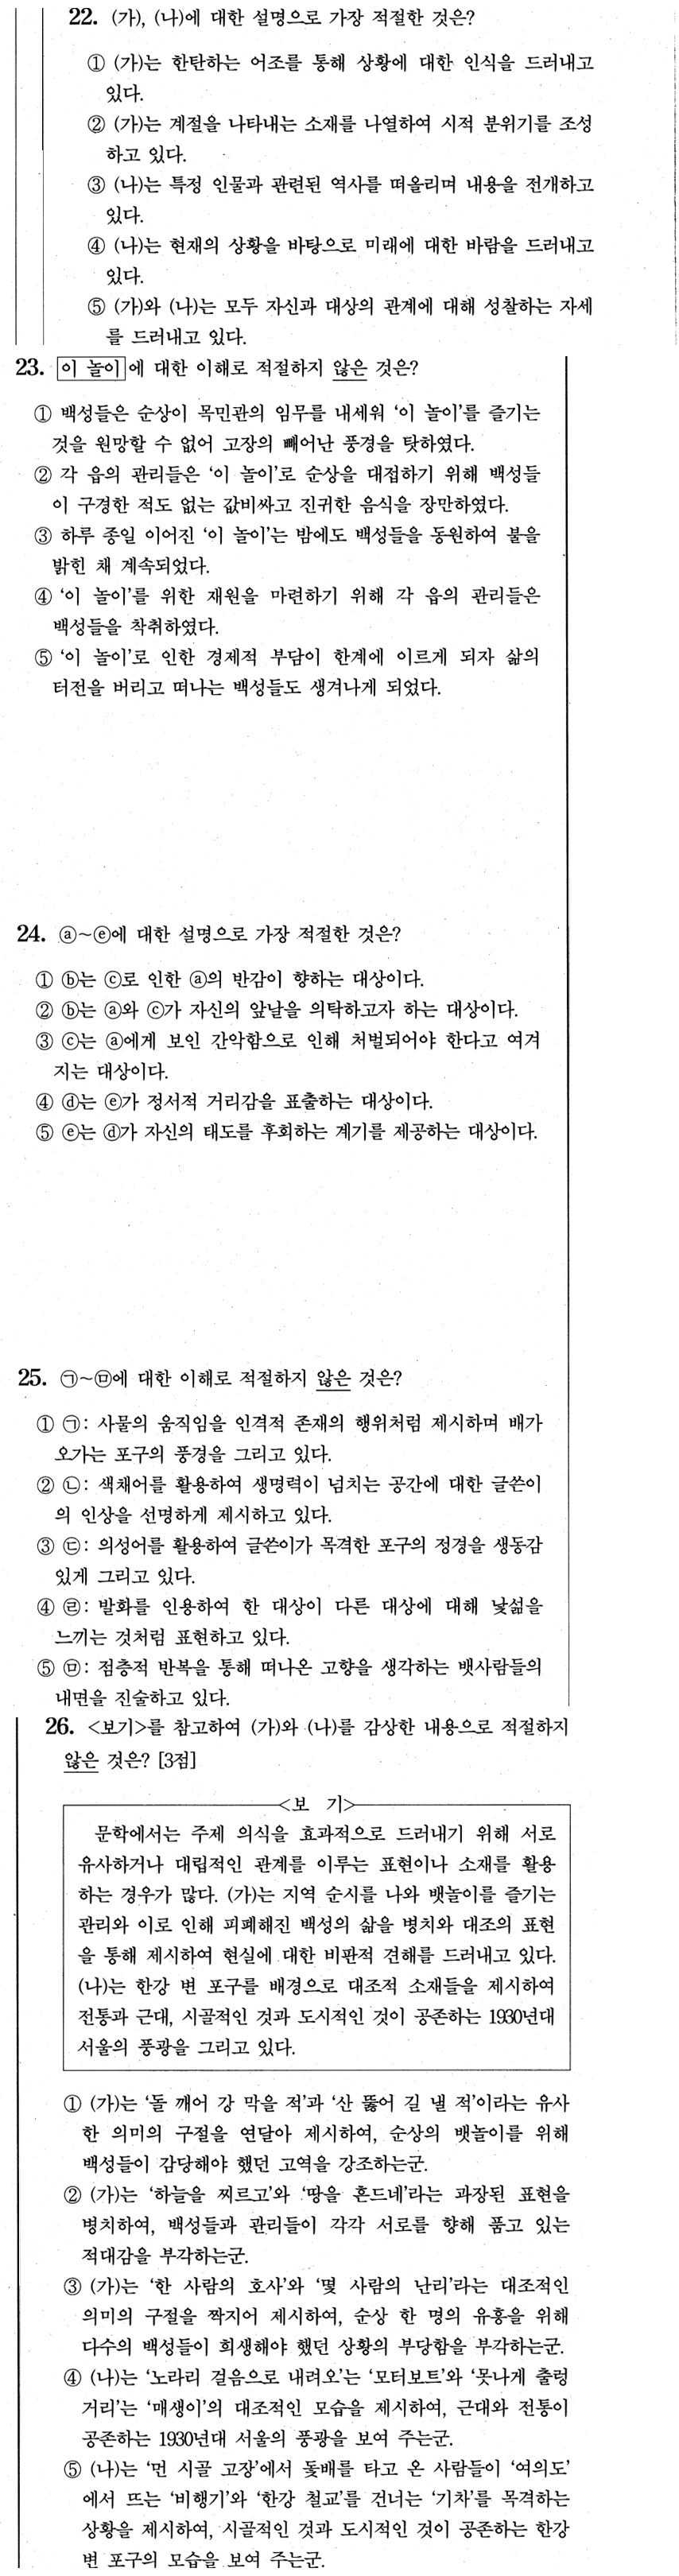 22. (가), (나)에 대한 설명으로 가장 적절한 것은?
① (가)는 한탄하는 어조를 통해 상황에 대한 인식을 드러내고
있다.
② (가)는 계절을 나타내는 소재를 나열하여 시적 분위기를 조성
하고 있다.
③ (나)는 특정 인물과 관련된 역사를 떠올리며 내용을 전개하고
있다.
④ (나)는 현재의 상황을 바탕으로 미래에 대한 바람을 드러내고
있다.
⑤ (가)와 (나)는 모두 자신과 대상의 관계에 대해 성찰하는 자세
를 드러내고 있다.
23. 이 놀이에 대한 이해로 적절하지 않은 것은?
① 백성들은 순상이 목민관의 임무를 내세워 ‘이 놀이’를 즐기는
것을 원망할 수 없어 고장의 빼어난 풍경을 탓하였다.
② 각 읍의 관리들은 ‘이 놀이’로 순상을 대접하기 위해 백성들
이 구경한 적도 없는 값비싸고 진귀한 음식을 장만하였다.
③ 하루 종일 이어진 ‘이 놀이’는 밤에도 백성들을 동원하여 불을
밝힌 채 계속되었다.
④ ‘이 놀이’를 위한 재원을 마련하기 위해 각 읍의 관리들은
백성들을 착취하였다.
⑤ ‘이 놀이’로 인한 경제적 부담이 한계에 이르게 되자 삶의
터전을 버리고 떠나는 백성들도 생겨나게 되었다.
24. ⓐ~ⓔ에 대한 설명으로 가장 적절한 것은?
① ⓑ는 ⓒ로 인한 ⓐ의 반감이 향하는 대상이다.
② ⓑ는 ⓐ와 ⓒ가 자신의 앞날을 의탁하고자 하는 대상이다.
③ ⓒ는 ⓐ에게 보인 간악함으로 인해 처벌되어야 한다고 여겨
지는 대상이다.
④ ⓓ는 ⓔ가 정서적 거리감을 표출하는 대상이다.
⑤ ⓔ는 ⓓ가 자신의 태도를 후회하는 계기를 제공하는 대상이다.
25. ㉠~㉤에 대한 이해로 적절하지 않은 것은?
① ㉠: 사물의 움직임을 인격적 존재의 행위처럼 제시하며 배가
오가는 포구의 풍경을 그리고 있다.
② ㉡: 색채어를 활용하여 생명력이 넘치는 공간에 대한 글쓴이
의 인상을 선명하게 제시하고 있다.
③ ㉢: 의성어를 활용하여 글쓴이가 목격한 포구의 정경을 생동감
있게 그리고 있다.
④ ㉣: 발화를 인용하여 한 대상이 다른 대상에 대해 낯섦을
느끼는 것처럼 표현하고 있다.
⑤ ㉤: 점층적 반복을 통해 떠나온 고향을 생각하는 뱃사람들의
내면을 진술하고 있다.
26. <보기>를 참고하여 (가)와 (나)를 감상한 내용으로 적절하지
않은 것은? [3점]
<보 기>
문학에서는 주제 의식을 효과적으로 드러내기 위해 서로
유사하거나 대립적인 관계를 이루는 표현이나 소재를 활용
하는 경우가 많다. (가)는 지역 순시를 나와 뱃놀이를 즐기는
관리와 이로 인해 피폐해진 백성의 삶을 병치와 대조의 표현
을 통해 제시하여 현실에 대한 비판적 견해를 드러내고 있다.
(나)는 한강 변 포구를 배경으로 대조적 소재들을 제시하여
전통과 근대, 시골적인 것과 도시적인 것이 공존하는 1930년대
서울의 풍광을 그리고 있다.
① (가)는 ‘돌 깨어 강 막을 적’과 ‘산 뚫어 길 낼 적’이라는 유사
한 의미의 구절을 연달아 제시하여, 순상의 뱃놀이를 위해
백성들이 감당해야 했던 고역을 강조하는군.
② (가)는 ‘하늘을 찌르고’와 ‘땅을 흔드네’라는 과장된 표현을
병치하여, 백성들과 관리들이 각각 서로를 향해 품고 있는
적대감을 부각하는군.
③ (가)는 ‘한 사람의 호사’와 ‘몇 사람의 난리’라는 대조적인
의미의 구절을 짝지어 제시하여, 순상 한 명의 유흥을 위해
다수의 백성들이 희생해야 했던 상황의 부당함을 부각하는군.
④ (나)는 ‘노라리 걸음으로 내려오’는 ‘모터보트’와 ‘못나게 출렁
거리’는 ‘매생이’의 대조적인 모습을 제시하여, 근대와 전통이
공존하는 1930년대 서울의 풍광을 보여 주는군.
⑤ (나)는 ‘먼 시골 고장’에서 돛배를 타고 온 사람들이 ‘여의도’
에서 뜨는 ‘비행기’와 ‘한강 철교’를 건너는 ‘기차’를 목격하는
상황을 제시하여, 시골적인 것과 도시적인 것이 공존하는 한강
변 포구의 모습을 보여 주는군.